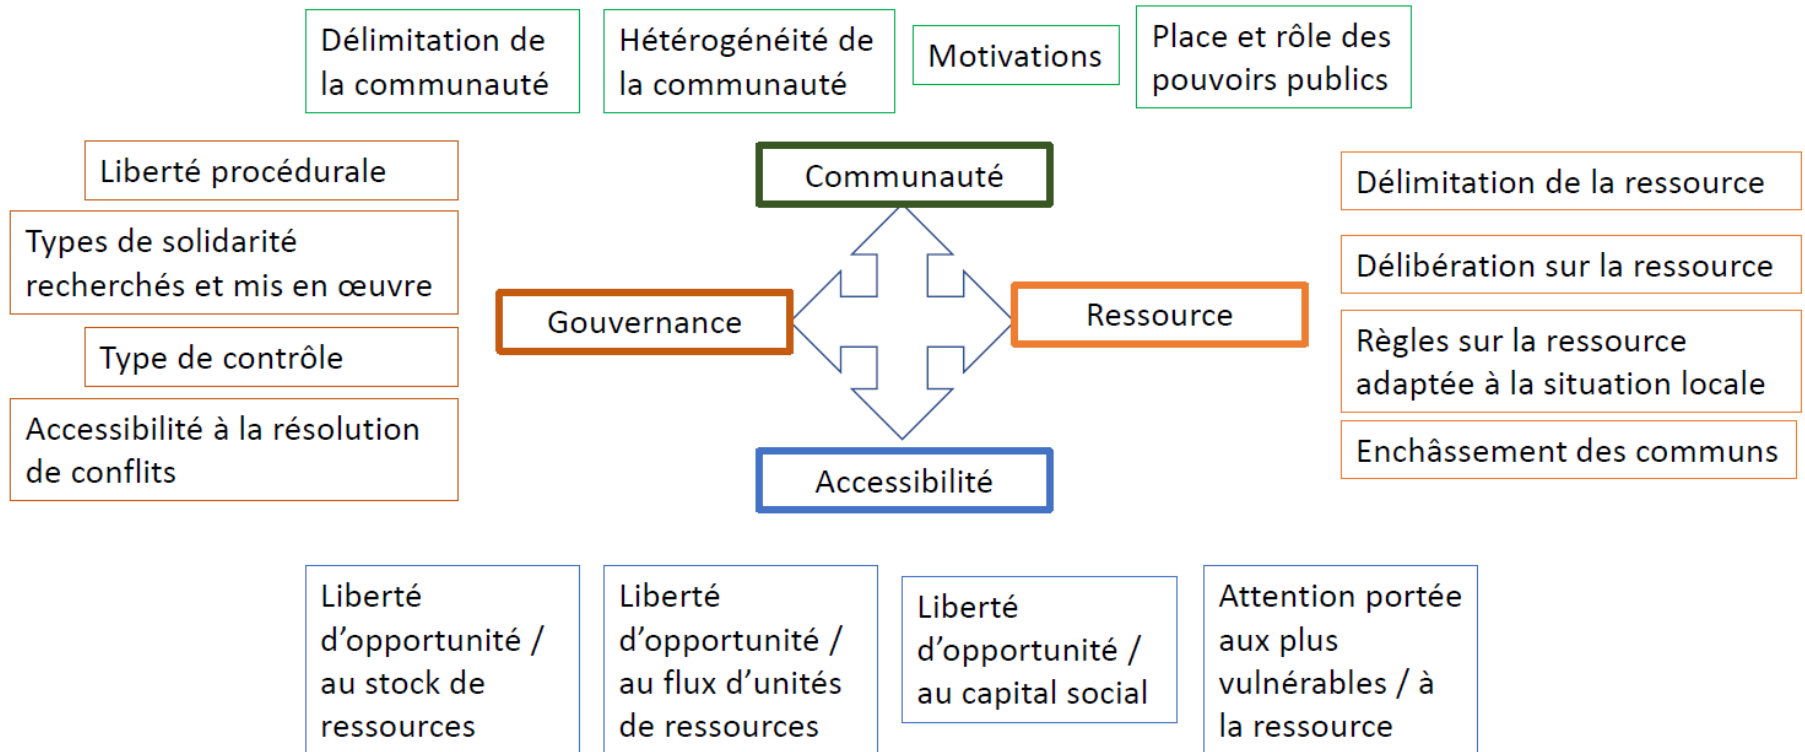 Délimitation de
la communauté
Hétérogénéité de
la communauté
Motivations
Place et rôle des
pouvoirs publics
Liberté procédurale
Types de solidarité
recherchés et mis en œuvre
Type de contrôle
Accessibilité à la résolution
de conflits
Communauté
Gouvernance
Ressource
Accessibilité
Délimitation de la ressource
Délibération sur la ressource
Règles sur la ressource
adaptée à la situation locale
Enchâssement des communs
Liberté
d’opportunité /
au stock de
ressources
Liberté
d’opportunité /
au flux d’unités
de ressources
Liberté
d’opportunité /
au capital social
Attention portée
aux plus
vulnérables / à
la ressource